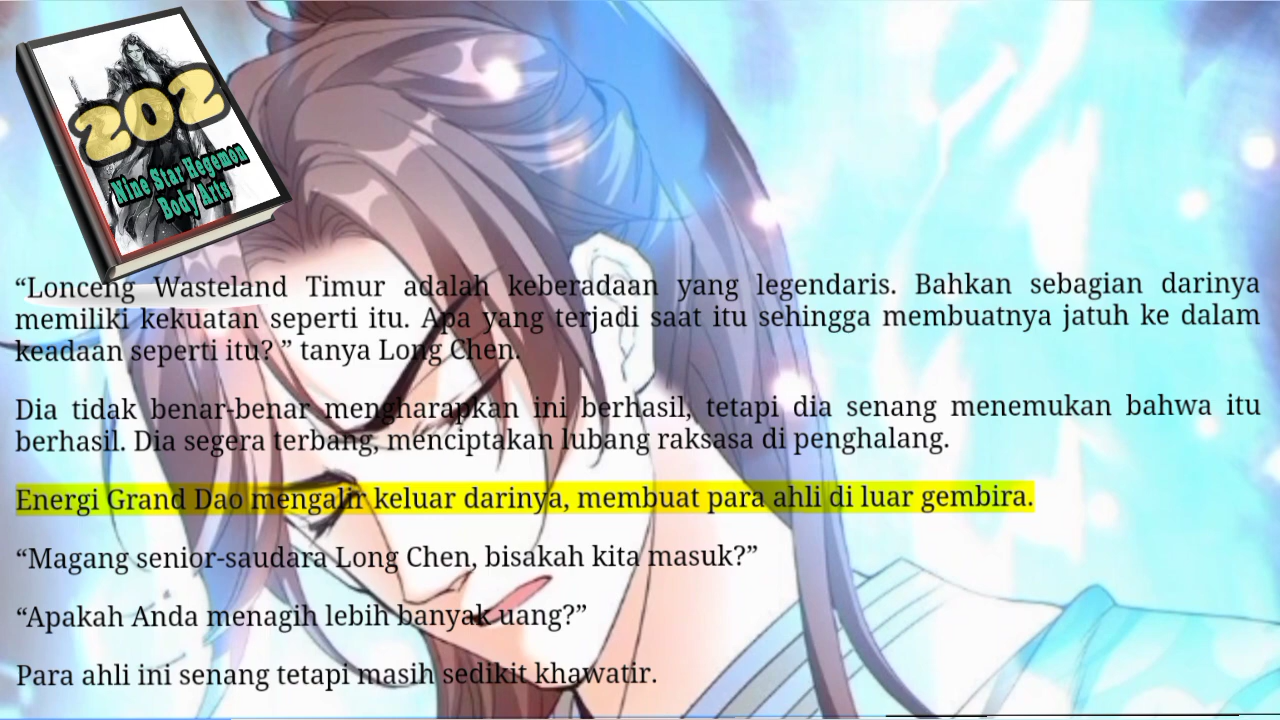 202
Nine Star Hegemon
Body Arts
“Lonceng Wasteland Timur adalah keberadaan yang legendaris. Bahkan sebagian darinya
memiliki kekuatan seperti itu. Apa yang terjadi saat itu sehingga membuatnya jatuh ke dalam
keadaan seperti itu? ” tanya Long Chen.
Dia tidak benar-benar mengharapkan ini berhasil, tetapi dia senang menemukan bahwa itu
berhasil. Dia segera terbang, menciptakan lubang raksasa di penghalang.
Energi Grand Dao mengalir keluar darinya, membuat para ahli di luar gembira.
“Magang senior-saudara Long Chen, bisakah kita masuk?”
“Apakah Anda menagih lebih banyak uang?”
Para ahli ini senang tetapi masih sedikit khawatir.